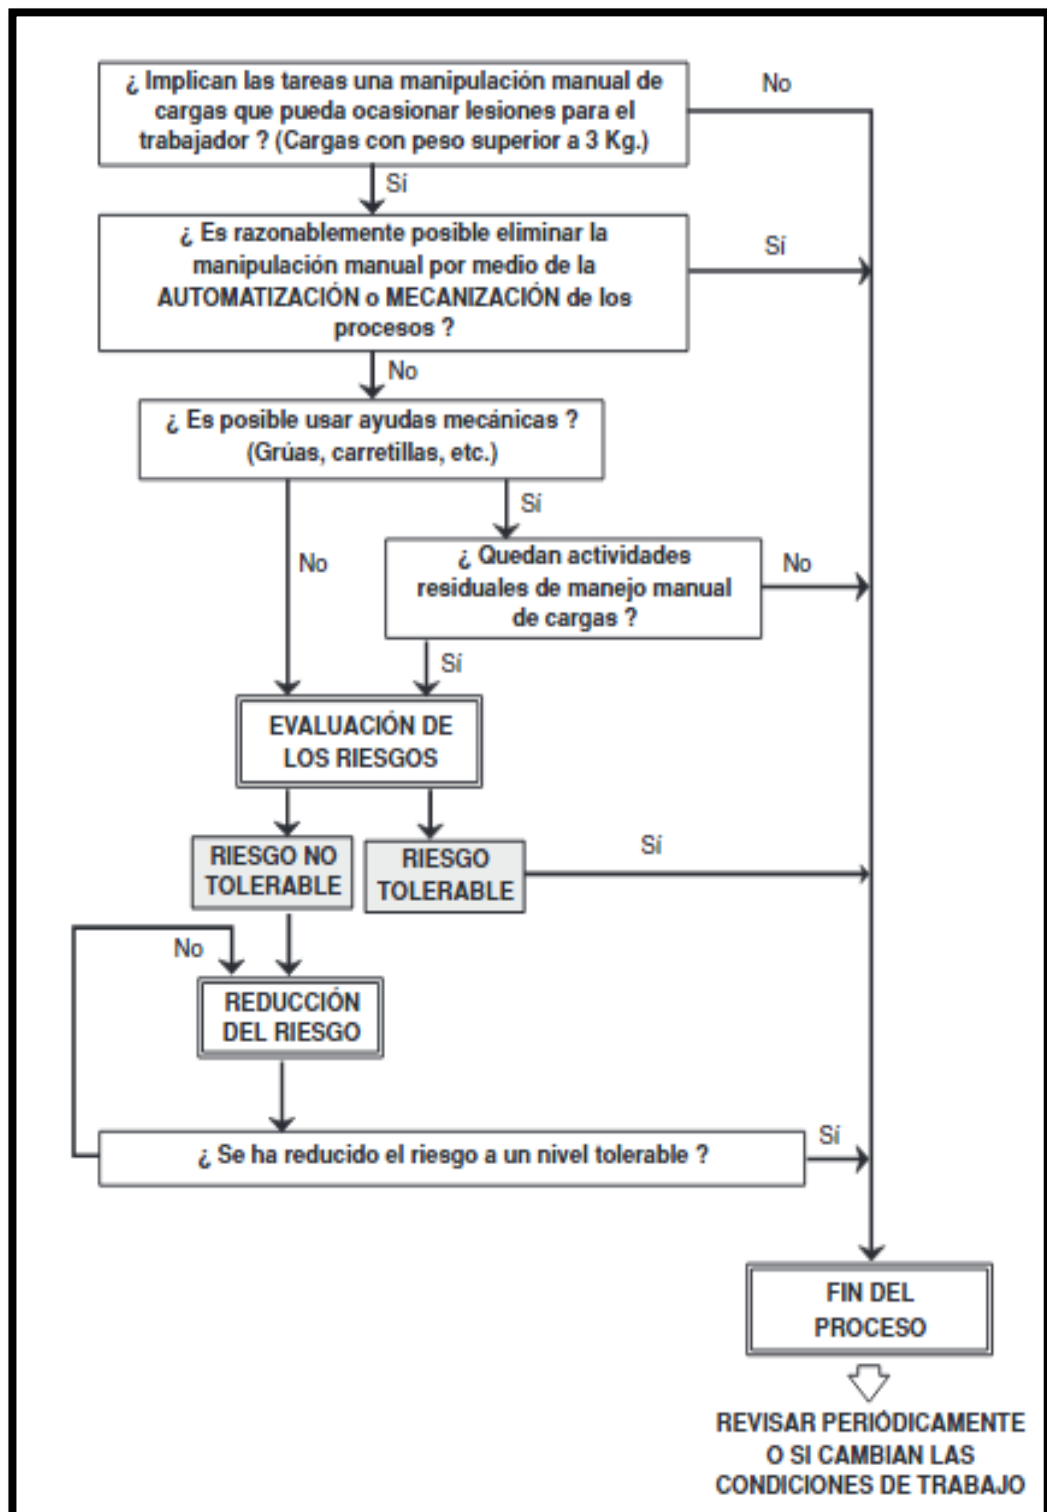 ¿ Implican las tareas una manipulación manual de
cargas que pueda ocasionar lesiones para el
trabajador ? (Cargas con peso superior a 3 Kg.)
No
Sí
¿ Es razonablemente posible eliminar la
manipulación manual por medio de la
AUTOMATIZACIÓN o MECANIZACIÓN de los
procesos ?
Sí
No
¿ Es posible usar ayudas mecánicas ?
(Grúas, carretillas, etc.)
Sí
No
¿ Quedan actividades
residuales de manejo manual
de cargas ?
No
Sí
EVALUACIÓN DE
LOS RIESGOS
RIESGO NO
TOLERABLE
RIESGO
TOLERABLE
Sí
No
REDUCCIÓN
DEL RIESGO
¿ Se ha reducido el riesgo a un nivel tolerable ?
Sí
FIN DEL
PROCESO
REVISAR PERIÓDICAMENTE
O SI CAMBIAN LAS
CONDICIONES DE TRABAJO